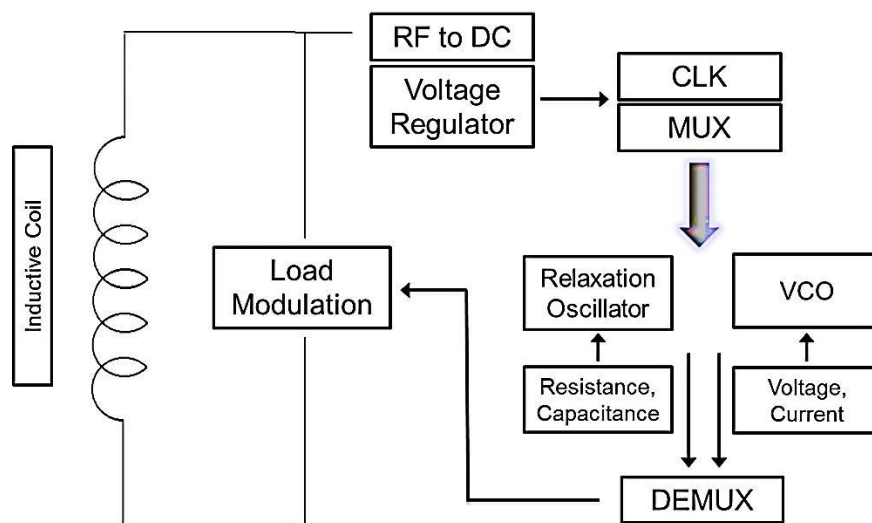 RF to DC
Voltage
Regulator
CLK
MUX
Inductive Coil
Load
Modulation
Relaxation
Oscillator
VCO
Resistance,
Capacitance
Voltage,
Current
DEMUX